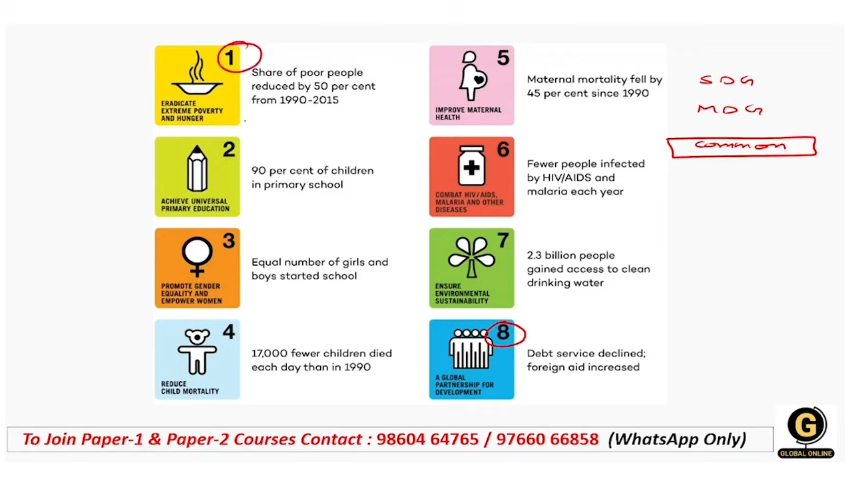 1
ERADICATE
EXTREME POVERTY
AND HUNGER
Share of poor people
reduced by 50 per cent
from 1990-2015
2
ACHIEVE UNIVERSAL
PRIMARY EDUCATION
90 per cent of children
in primary school
3
PROMOTE GENDER
EQUALITY AND
EMPOWER WOMEN
Equal number of girls and
boys started school
4
REDUCE
CHILD MORTALITY
17,000 fewer children died
each day than in 1990
5
IMPROVE MATERNAL
HEALTH
Maternal mortality fell by
45 per cent since 1990
6
COMBAT HIV/AIDS,
MALARIA AND OTHER
DISEASES
Fewer people infected
by HIV/AIDS and
malaria each year
7
ENSURE
ENVIRONMENTAL
SUSTAINABILITY
2.3 billion people
gained access to clean
drinking water
8
A GLOBAL
PARTNERSHIP FOR
DEVELOPMENT
Debt service declined;
foreign aid increased
SDG
MDG
common
To Join Paper-1 & Paper-2 Courses Contact : 98604 64765 / 97660 66858 (WhatsApp Only)
G
GLOBAL ONLINE